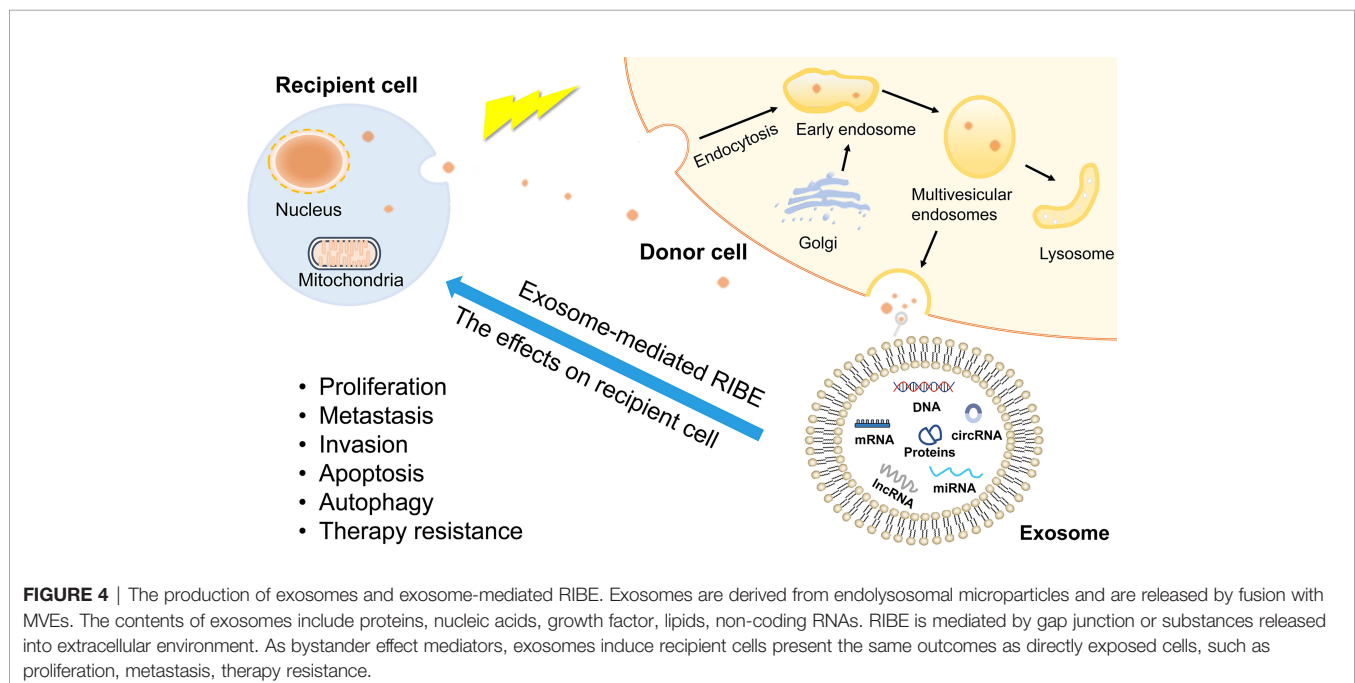 Recipient cell
Nucleus
Mitochondria
Endocytosis
Early endosome
Golgi
Multivesicular
endosomes
Lysosome
Donor cell
Exosome-mediated RIBE
The effects on recipient cell
• Proliferation
• Metastasis
• Invasion
• Apoptosis
• Autophagy
• Therapy resistance
DNA
mRNA
circRNA
Proteins
lncRNA
miRNA
Exosome
FIGURE 4 | The production of exosomes and exosome-mediated RIBE. Exosomes are derived from endolysosomal microparticles and are released by fusion with
MVEs. The contents of exosomes include proteins, nucleic acids, growth factor, lipids, non-coding RNAs. RIBE is mediated by gap junction or substances released
into extracellular environment. As bystander effect mediators, exosomes induce recipient cells present the same outcomes as directly exposed cells, such as
proliferation, metastasis, therapy resistance.